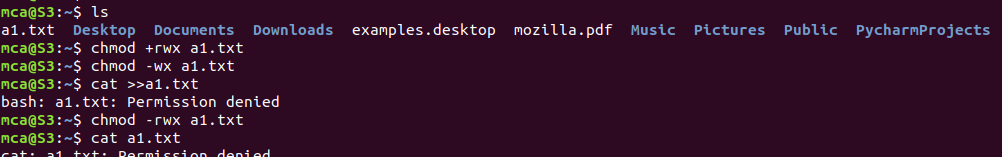 mca@S3:~$ ls
a1.txt Desktop Documents Downloads examples.desktop mozilla.pdf Music Pictures Public PycharmProjects
mca@S3:~$ chmod +rwx a1.txt
mca@S3:~$ chmod -wx a1.txt
mca@S3:~$ cat >>a1.txt
bash: a1.txt: Permission denied
mca@S3:~$ chmod -rwx a1.txt
mca@S3:~$ cat a1.txt
cat: a1.txt: Permission denied